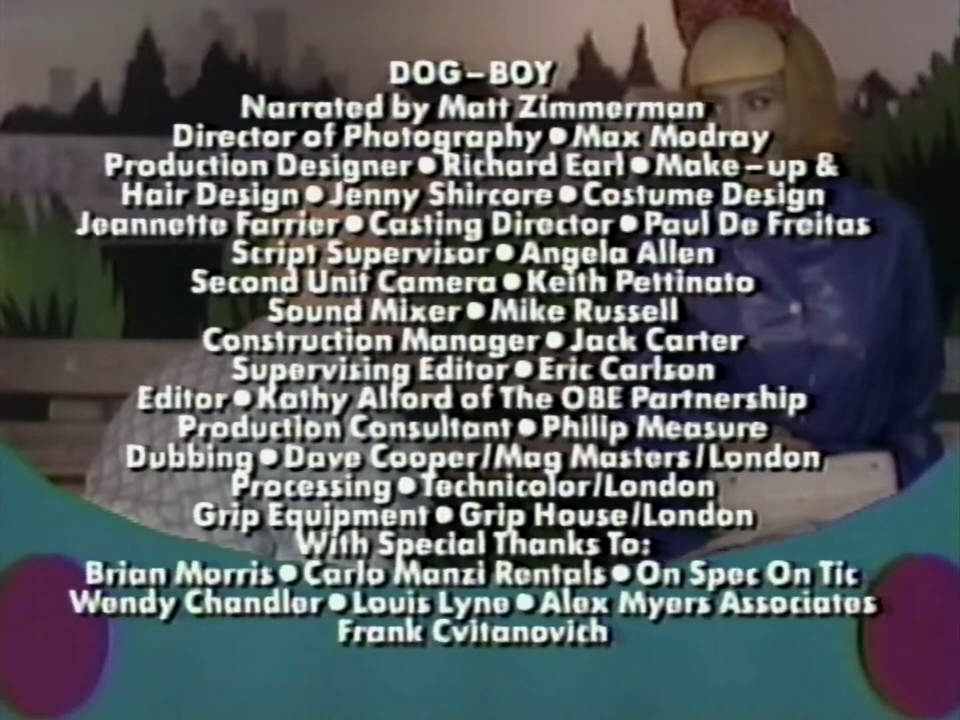 DOG-BOY
Narrated by Matt Zimmerman
Director of Photography ● Max Modray
Production Designer ● Richard Earl ● Make-up &
Hair Design ● Jenny Shircore ● Costume Design
Jeannette Farrier ● Casting Director ● Paul De Freitas
Script Supervisor ● Angela Allen
Second Unit Camera ● Keith Pettinato
Sound Mixer ● Mike Russell
Construction Manager ● Jack Carter
Supervising Editor ● Eric Carlson
Editor ● Kathy Alford of The OBE Partnership
Production Consultant ● Philip Measure
Dubbing ● Dave Cooper/Mag Masters/London
Processing ● Technicolor/London
Grip Equipment ● Grip House/London
With Special Thanks To:
Brian Morris ● Carlo Manzi Rentals ● On Spec On Tic
Wendy Chandler ● Louis Lyne ● Alex Myers Associates
Frank Cvitanovich